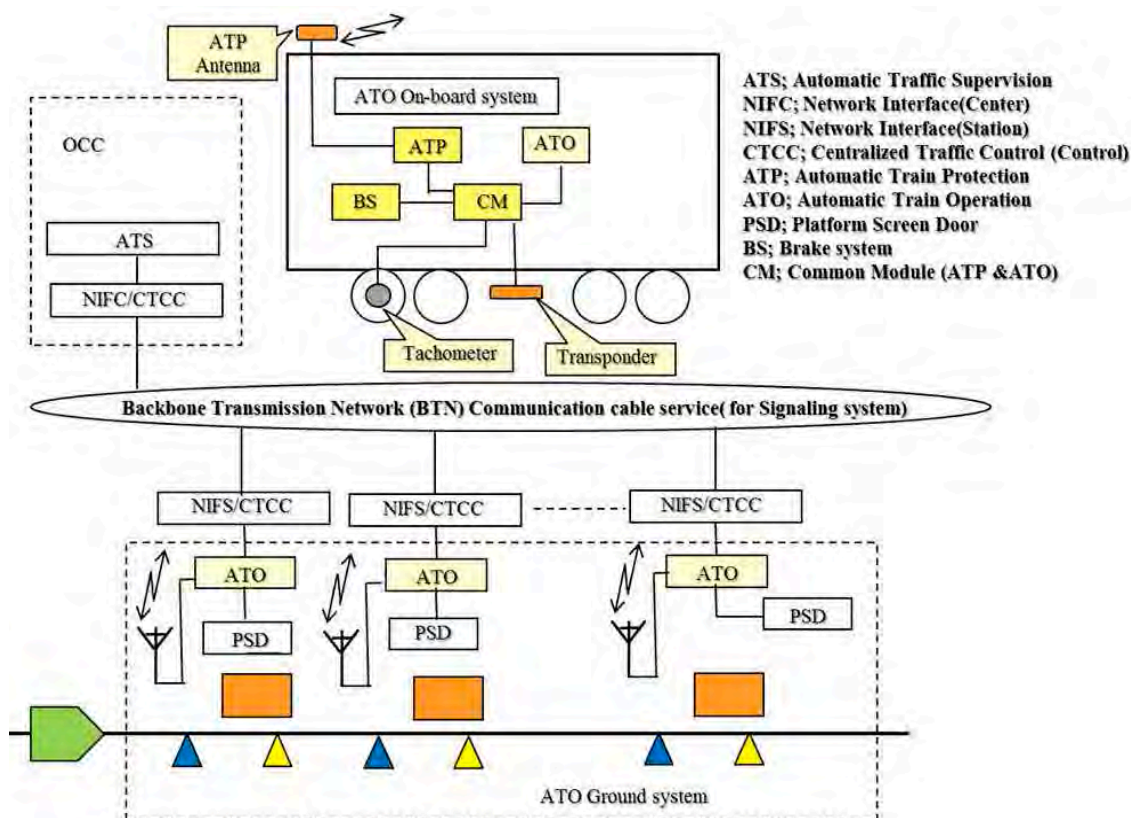 ATP
Antenna
ATO On-board system
ATP
ATO
BS
CM
Tachometer
Transponder
OCC
ATS
NIFC/CTCC
ATS; Automatic Traffic Supervision
NIFC; Network Interface(Center)
NIFS; Network Interface(Station)
CTCC; Centralized Traffic Control (Control)
ATP; Automatic Train Protection
ATO; Automatic Train Operation
PSD; Platform Screen Door
BS; Brake system
CM; Common Module (ATP &ATO)
Backbone Transmission Network (BTN) Communication cable service( for Signaling system)
NIFS/CTCC
NIFS/CTCC
NIFS/CTCC
ATO
ATO
ATO
PSD
PSD
PSD
ATO Ground system